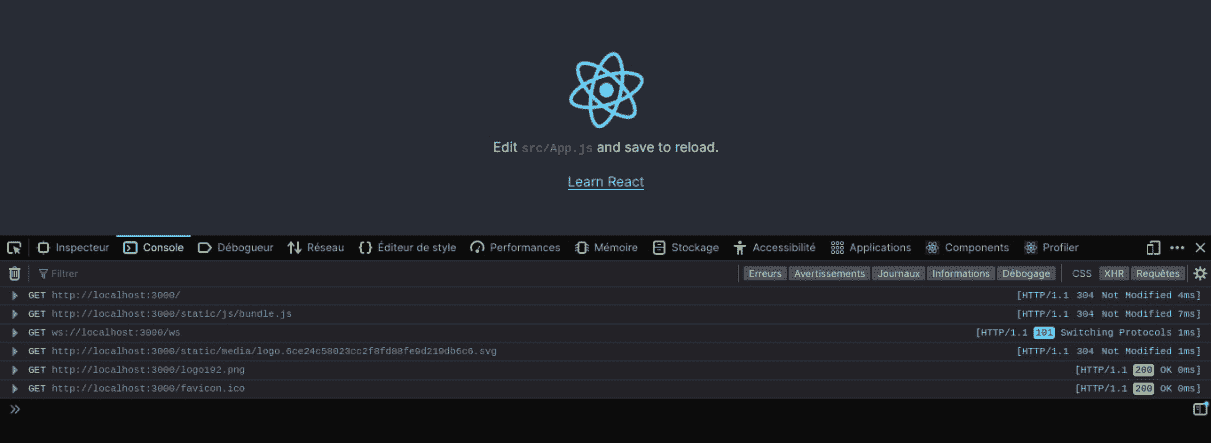 Edit src/App.js and save to reload.
Learn React
Inspecteur Console Débogueur Réseau Éditeur de style Performances Mémoire Stockage Accessibilité Applications Components Profiler
Filtrer Erreurs Avertissements Journaux Informations Débogage CSS XHR Requêtes
GET http://localhost:3000/ [HTTP/1.1 304 Not Modified 4ms]
GET http://localhost:3000/static/js/bundle.js [HTTP/1.1 304 Not Modified 7ms]
GET ws://localhost:3000/ws [HTTP/1.1 101 Switching Protocols 1ms]
GET http://localhost:3000/static/media/logo.6ce24c58023cc2f8fd88fe9d219db6c6.svg [HTTP/1.1 304 Not Modified 1ms]
GET http://localhost:3000/logo192.png [HTTP/1.1 200 OK 0ms]
GET http://localhost:3000/favicon.ico [HTTP/1.1 200 OK 0ms]